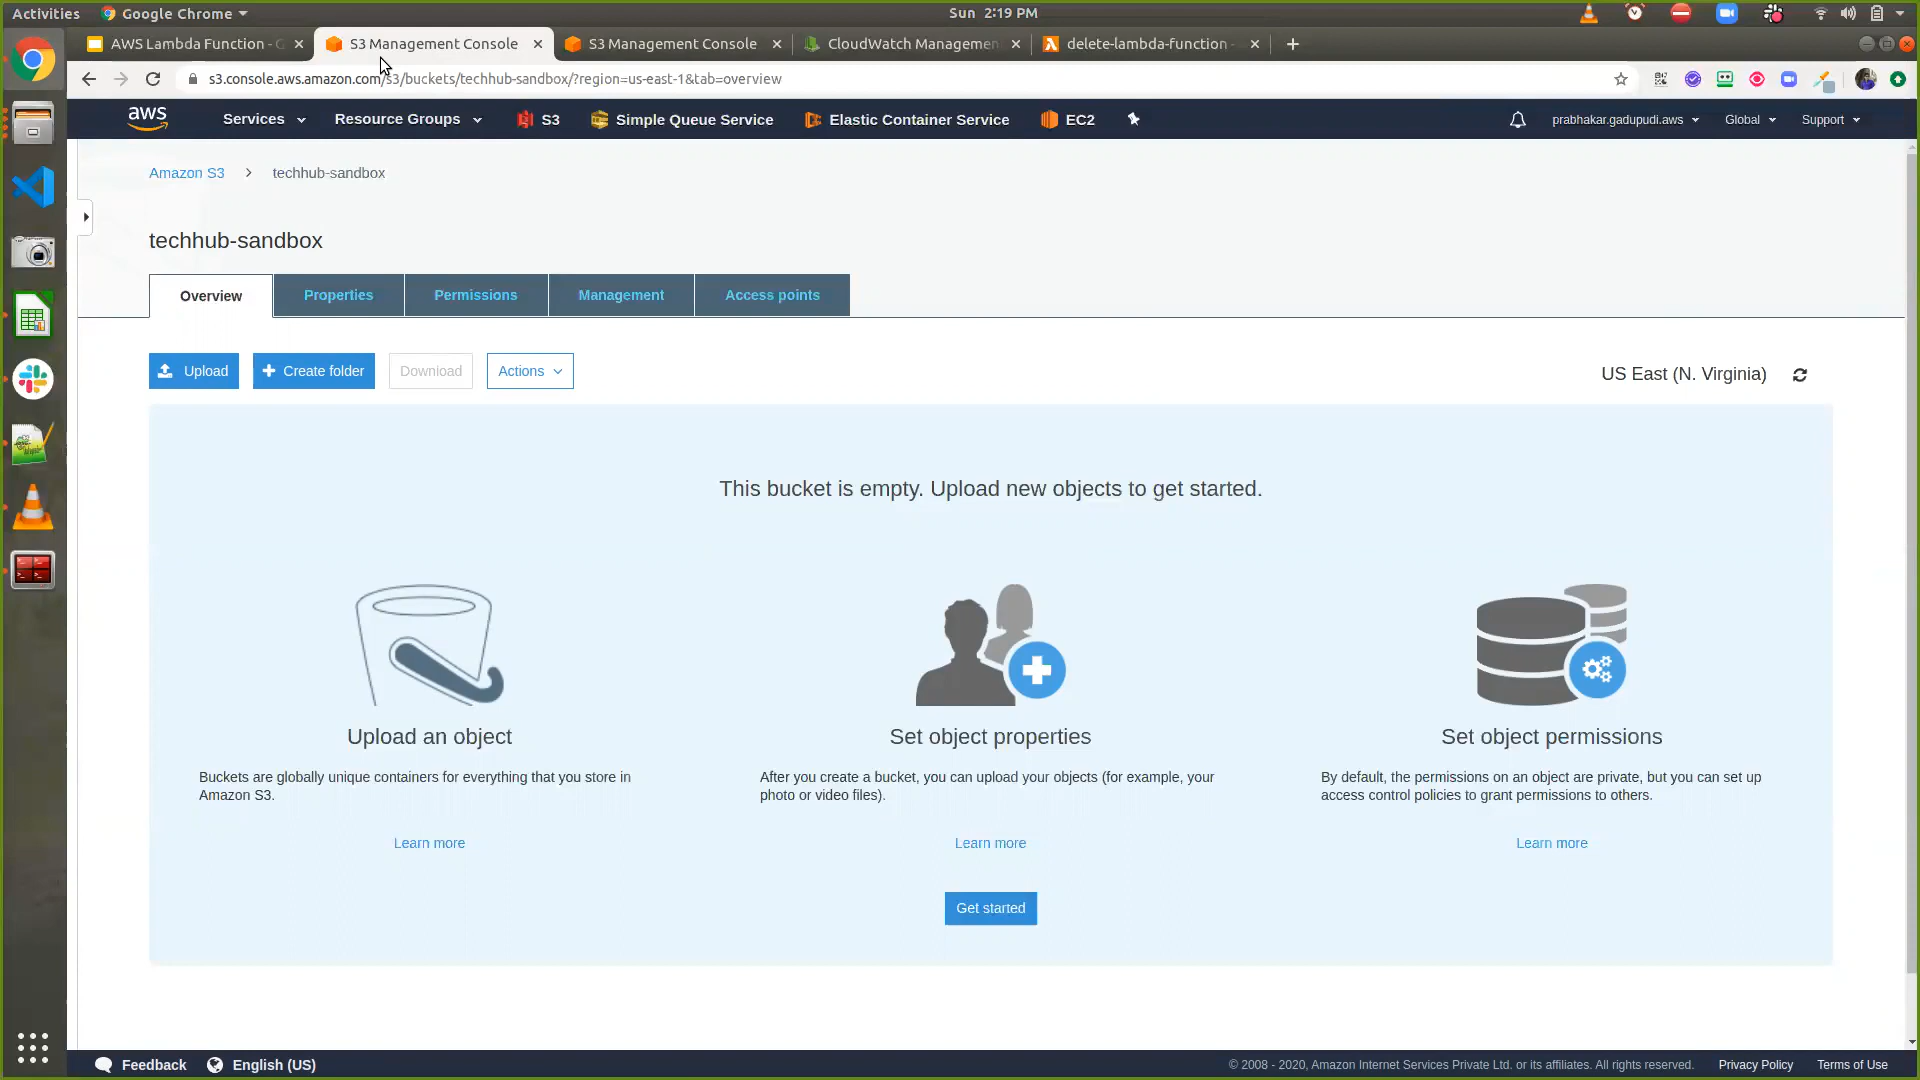 Activities
Google Chrome
Sun 2:19 PM
AWS Lambda Function -
S3 Management Console
S3 Management Console
CloudWatch Managemen
delete-lambda-function -
s3.console.aws.amazon.com/s3/buckets/techhub-sandbox/?region=us-east-1&tab=overview
aws
Services
Resource Groups
S3
Simple Queue Service
Elastic Container Service
EC2
prabhakar.gadupudi.aws
Global
Support
Amazon S3
techhub-sandbox
techhub-sandbox
Overview
Properties
Permissions
Management
Access points
Upload
Create folder
Download
Actions
US East (N. Virginia)
This bucket is empty. Upload new objects to get started.
Upload an object
Buckets are globally unique containers for everything that you store in
Amazon S3.
Learn more
Set object properties
After you create a bucket, you can upload your objects (for example, your
photo or video files).
Learn more
Set object permissions
By default, the permissions on an object are private, but you can set up
access control policies to grant permissions to others.
Learn more
Get started
Feedback
English (US)
© 2008 - 2020, Amazon Internet Services Private Ltd. or its affiliates. All rights reserved.
Privacy Policy
Terms of Use